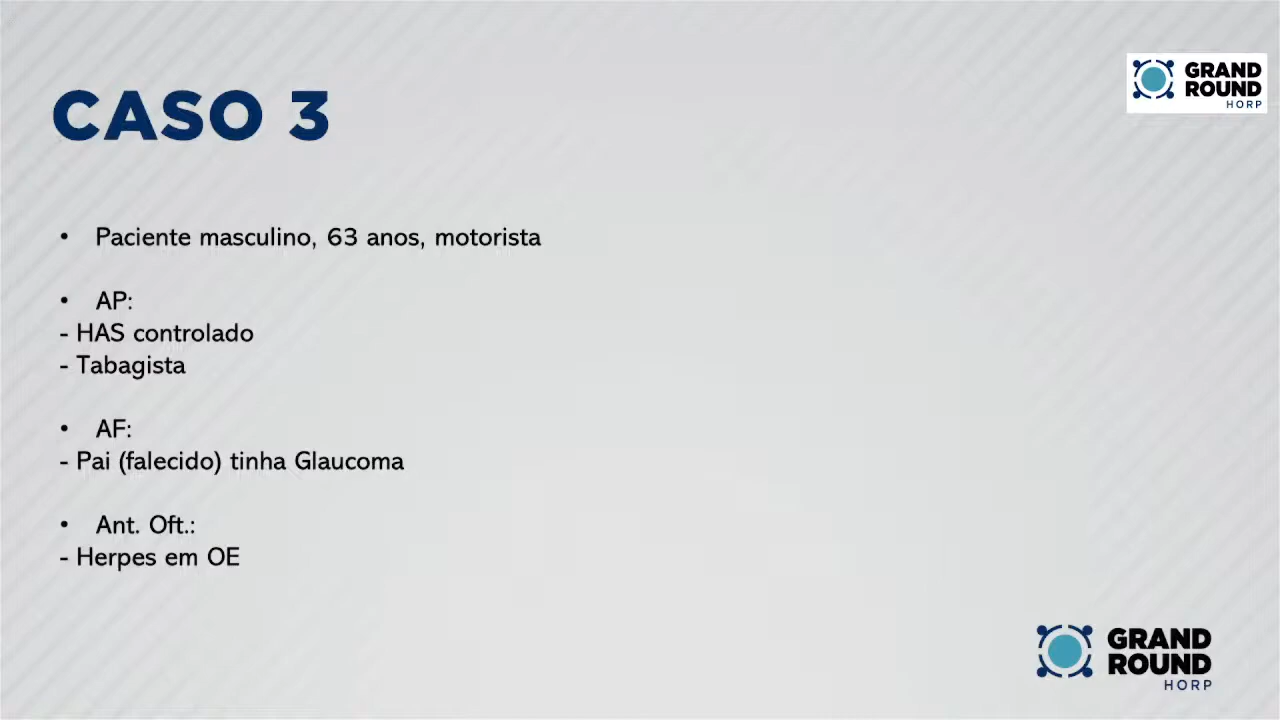 GRAND
ROUND
HORP
CASO 3
• Paciente masculino, 63 anos, motorista
• AP:
- HAS controlado
- Tabagista
• AF:
- Pai (falecido) tinha Glaucoma
• Ant. Oft.:
- Herpes em OE
GRAND
ROUND
HORP